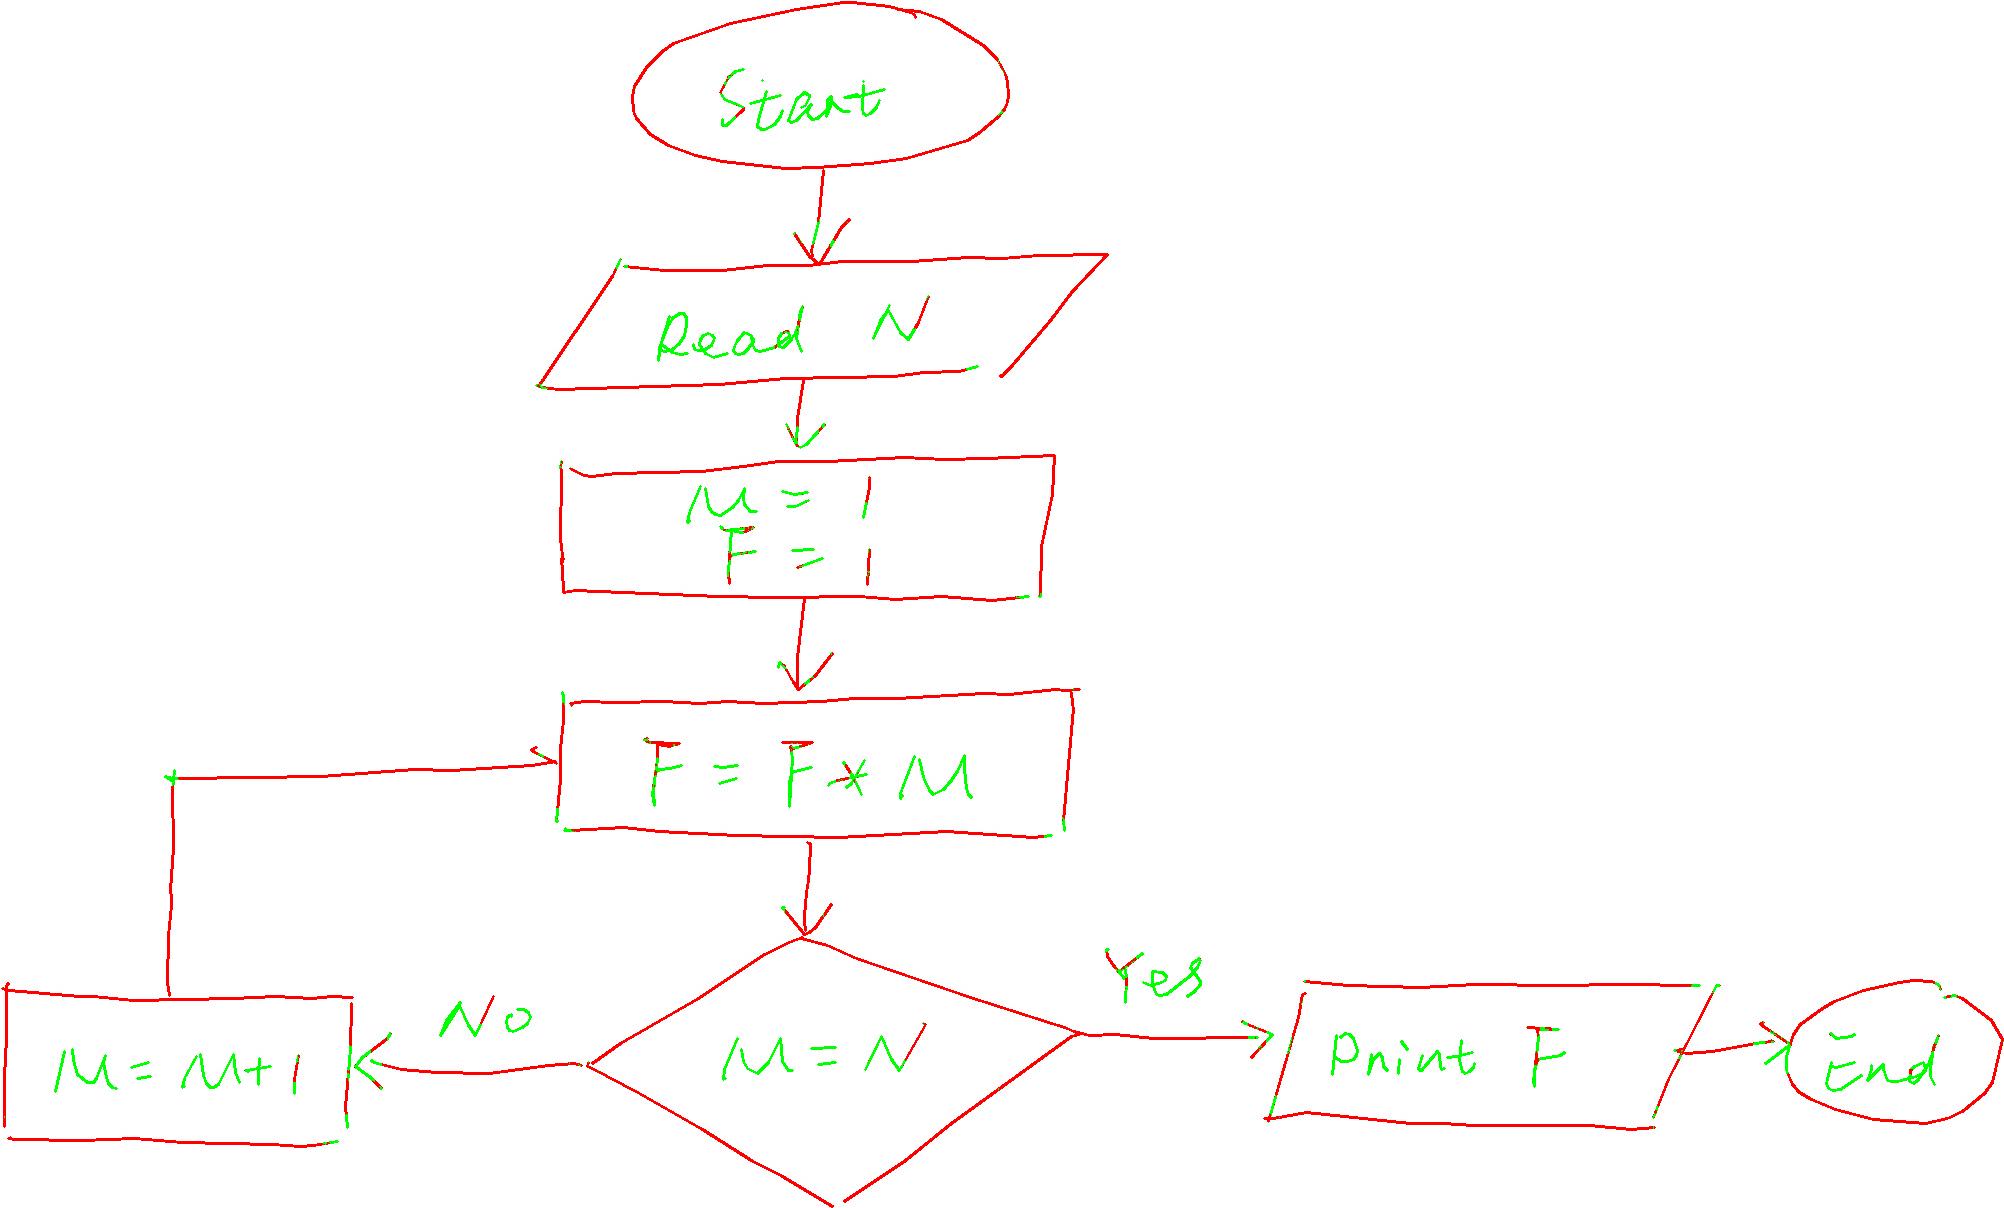 Start
Read N
M = 1
F = 1
F = F * M
M = N
Yes
No
M = M + 1
Print F
End